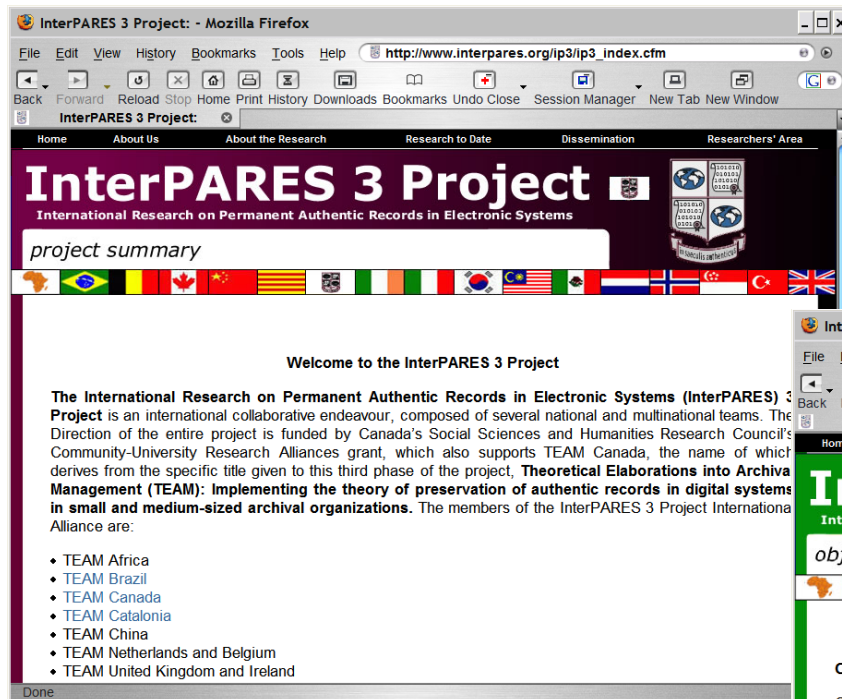 InterPARES 3 Project: - Mozilla Firefox
File Edit View History Bookmarks Tools Help http://www.interpares.org/ip3/ip3_index.cfm
Back Forward Reload Stop Home Print History Downloads Bookmarks Undo Close Session Manager New Tab New Window
InterPARES 3 Project:
Home About Us About the Research Research to Date Dissemination Researchers' Area
InterPARES 3 Project
International Research on Permanent Authentic Records in Electronic Systems
project summary
Welcome to the InterPARES 3 Project
The International Research on Permanent Authentic Records in Electronic Systems (InterPARES) 3
Project is an international collaborative endeavour, composed of several national and multinational teams. The
Direction of the entire project is funded by Canada's Social Sciences and Humanities Research Council's
Community-University Research Alliances grant, which also supports TEAM Canada, the name of which
derives from the specific title given to this third phase of the project, Theoretical Elaborations into Archiva
Management (TEAM): Implementing the theory of preservation of authentic records in digital systems
in small and medium-sized archival organizations. The members of the InterPARES 3 Project Internationa
Alliance are:
TEAM Africa
TEAM Brazil
TEAM Canada
TEAM Catalonia
TEAM China
TEAM Netherlands and Belgium
TEAM United Kingdom and Ireland
Done
Int
File
Back
Hom
I
Int
obj